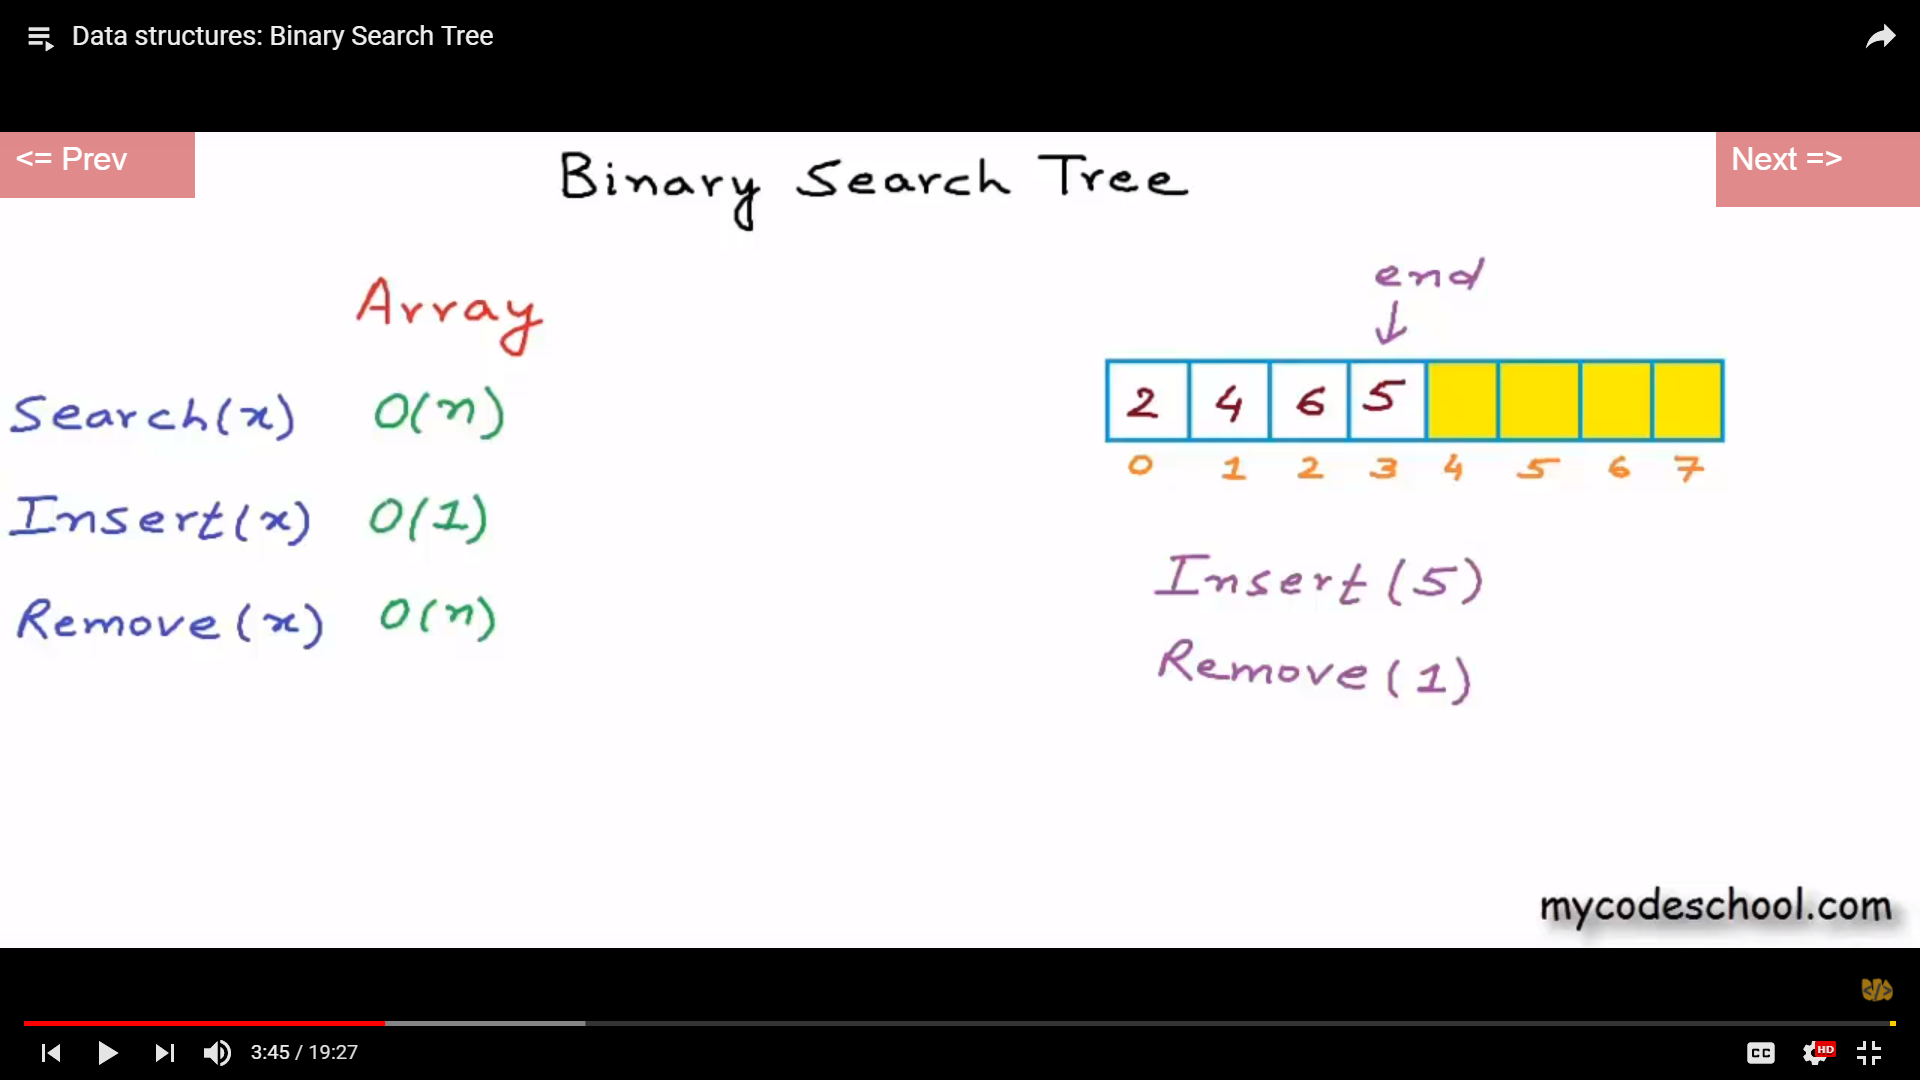 Data structures: Binary Search Tree
<= Prev
Next =>
Binary Search Tree
Array
Search(x) O(n)
Insert(x) O(1)
Remove(x) O(n)
end
2 4 6 5
0 1 2 3 4 5 6 7
Insert(5)
Remove(1)
mycodeschool.com
</>
3:45 / 19:27
CC
HD